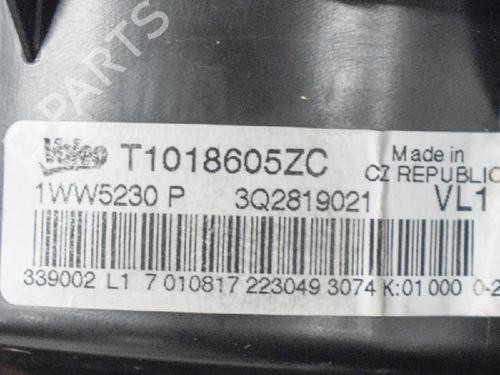 B PARTS
Valeo T1018605ZC Made in
CZ REPUBLIC
1WW5230 P 3Q2819021 VL1
339002 L1 7 010817 223049 3074 K:01 000 0-2